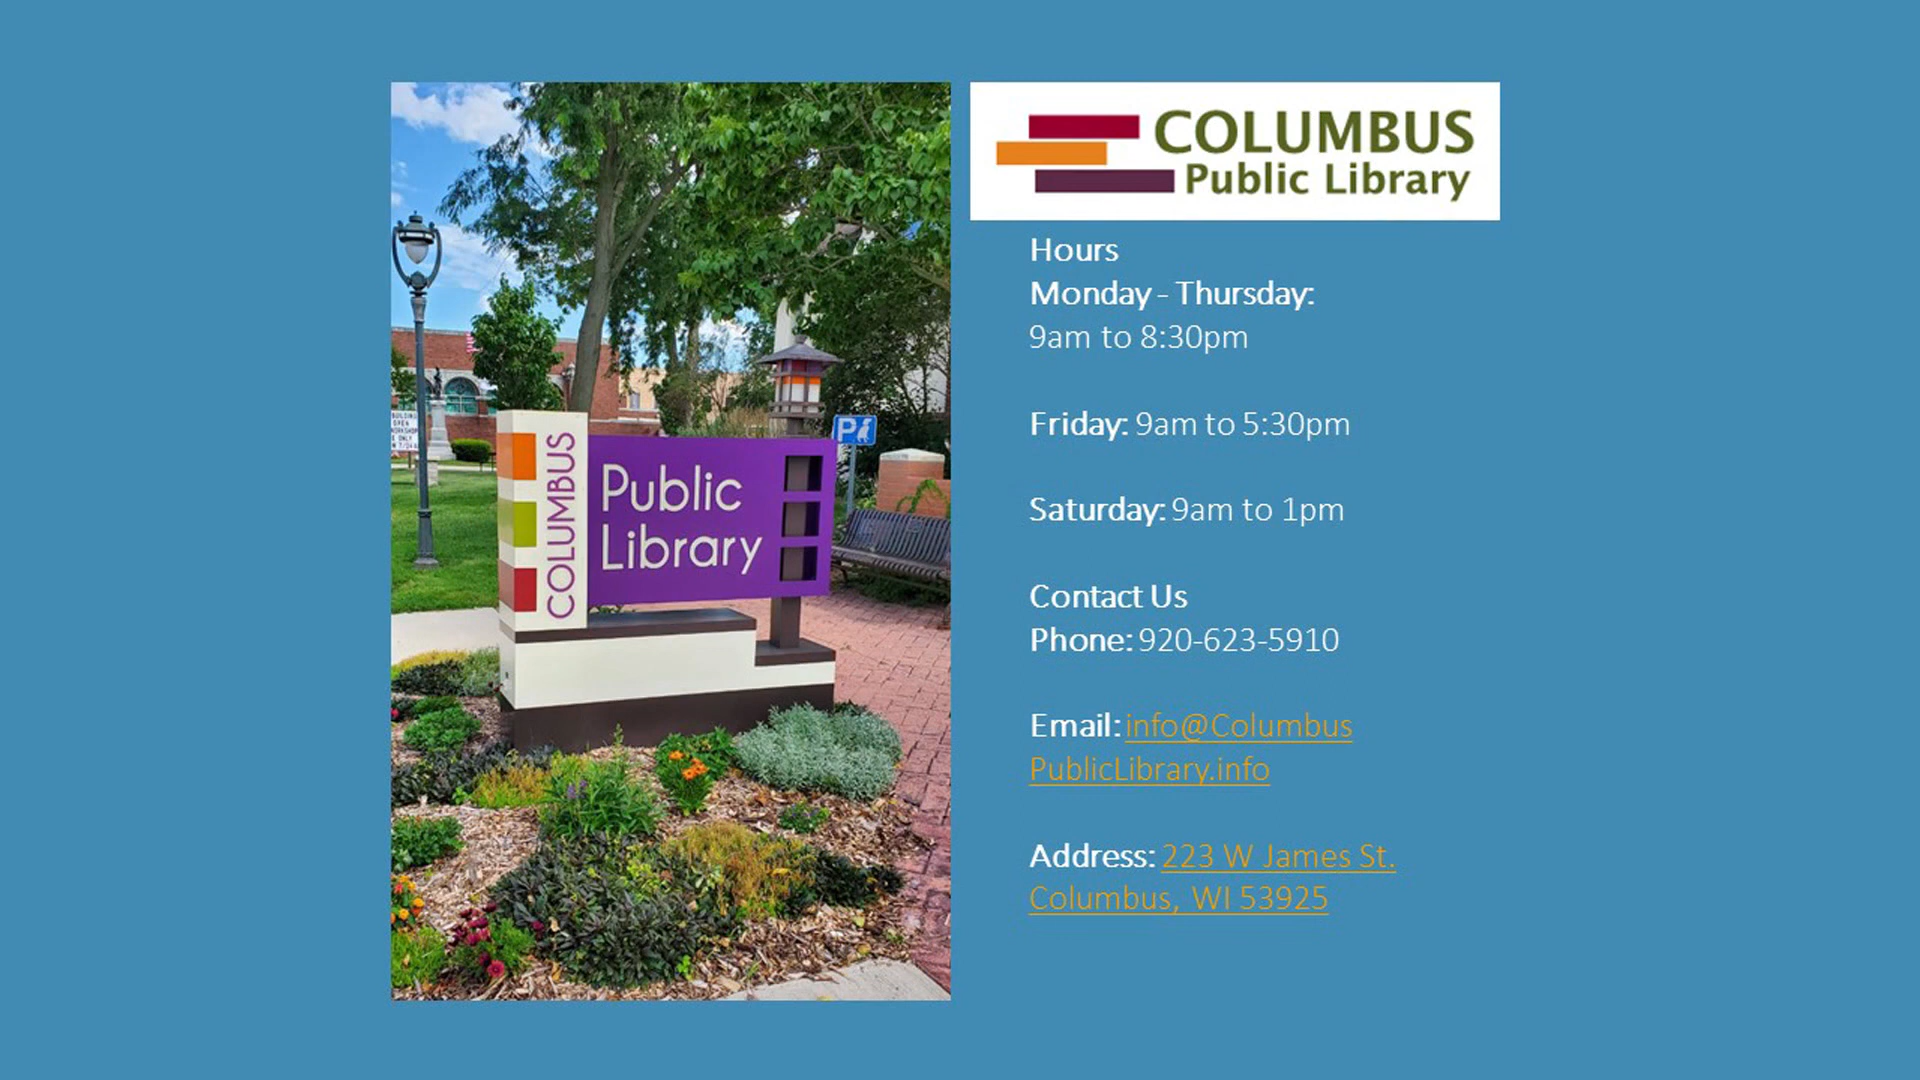 COLUMBUS
Public Library
Hours
Monday - Thursday:
9am to 8:30pm
Friday: 9am to 5:30pm
Saturday: 9am to 1pm
Contact Us
Phone: 920-623-5910
Email: info@Columbus
PublicLibrary.info
Address: 223 W James St.
Columbus, WI 53925
COLUMBUS
Public
Library
P
BUILDING
OPEN